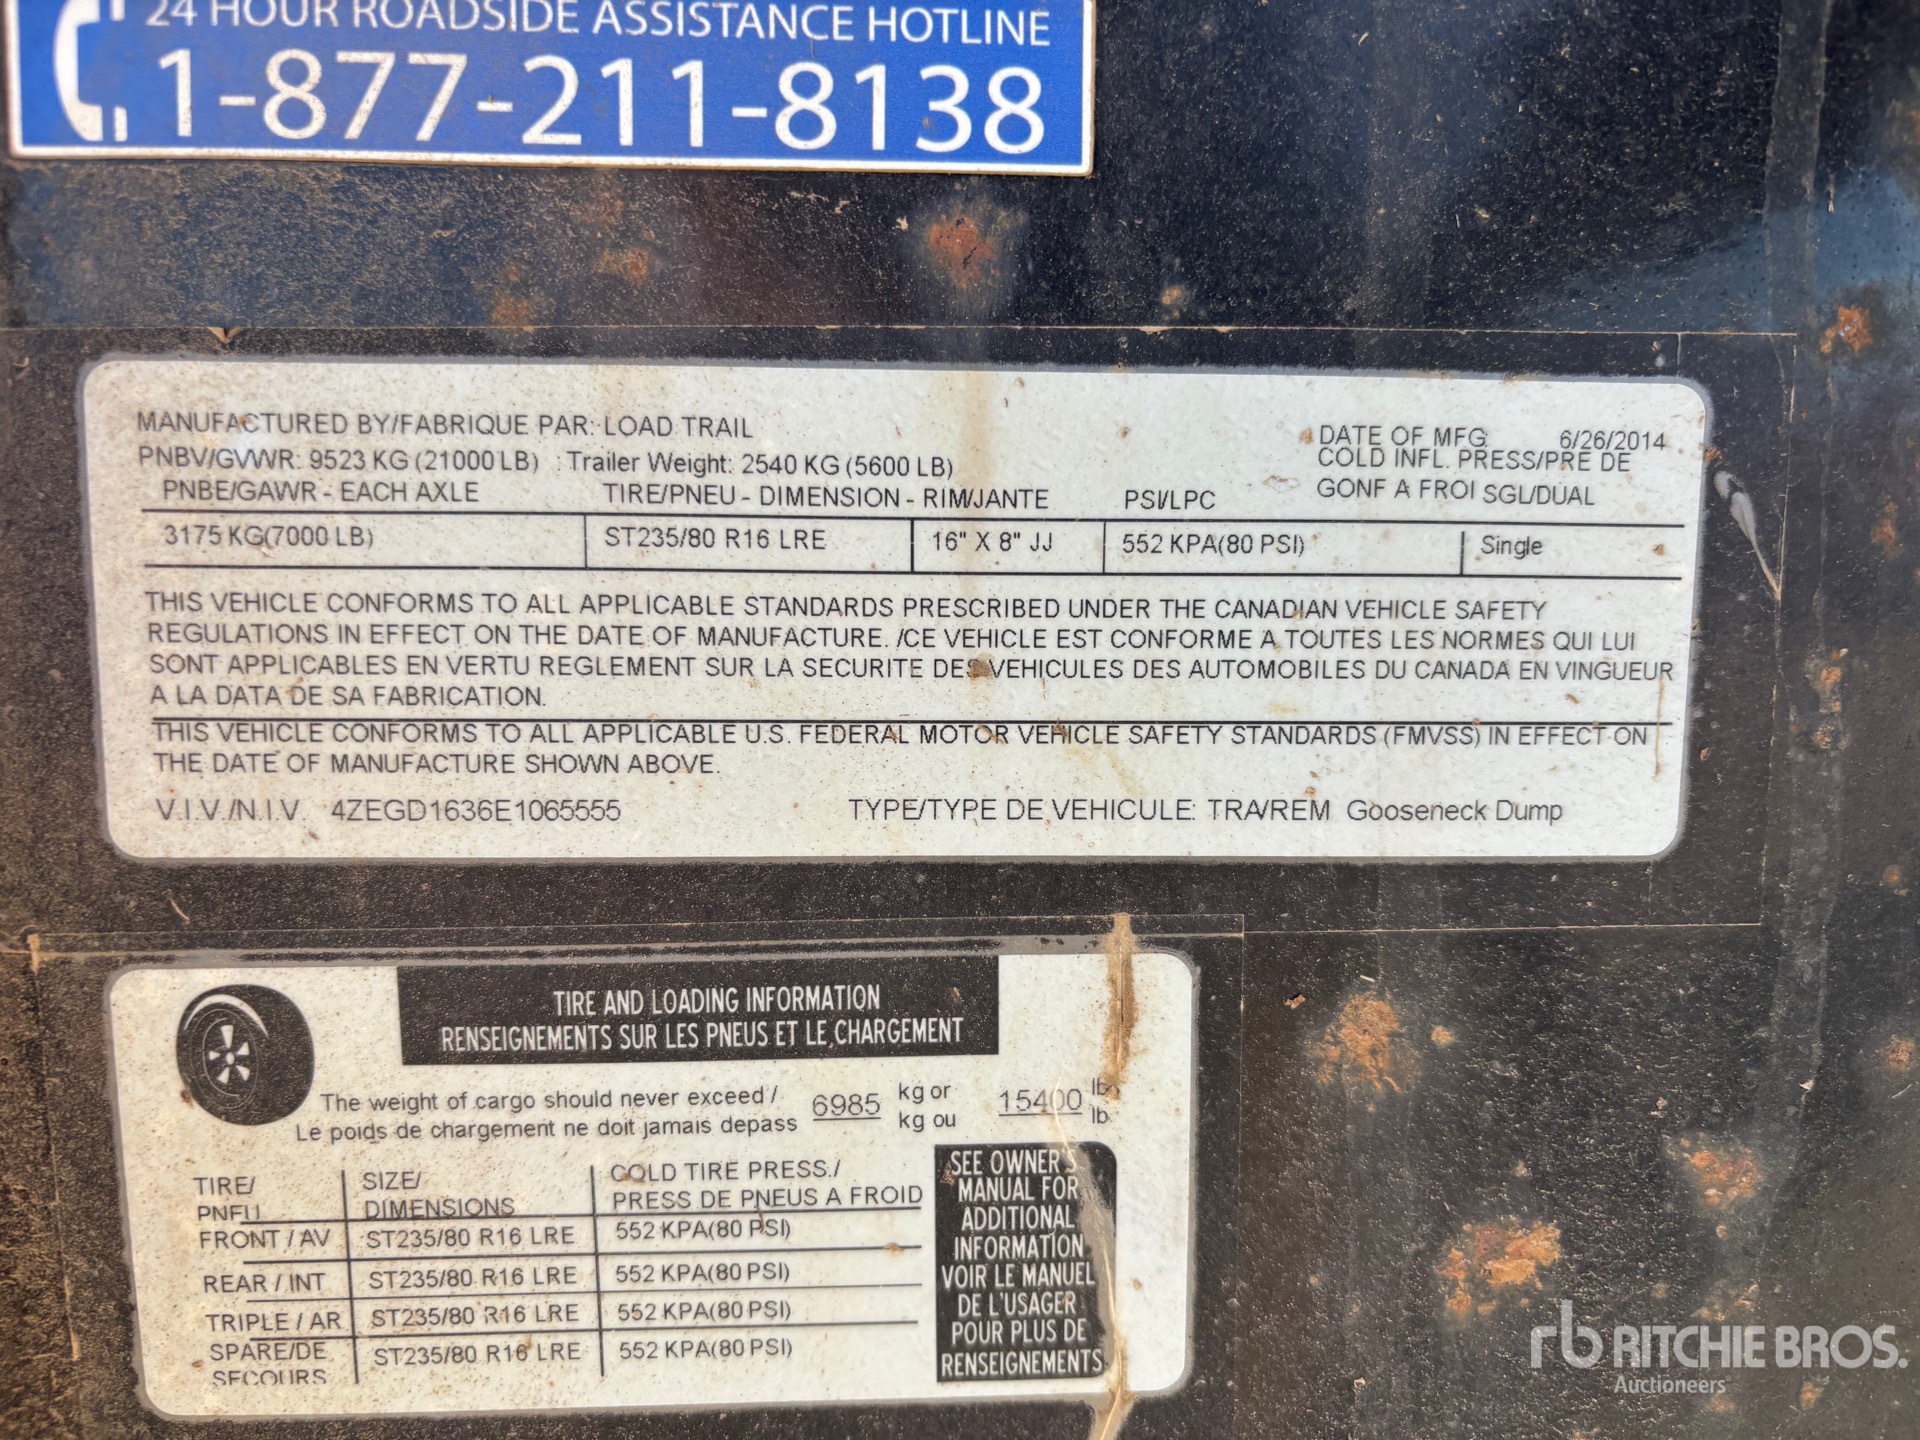 24 HOUR ROADSIDE ASSISTANCE HOTLINE
1-877-211-8138
MANUFACTURED BY/FABRIQUE PAR: LOAD TRAIL
DATE OF MFG 6/26/2014
PNBV/GVWR: 9523 KG (21000 LB) Trailer Weight: 2540 KG (5600 LB)
COLD INFL. PRESS/PRE DE
PNBE/GAWR - EACH AXLE TIRE/PNEU - DIMENSION - RIM/JANTE PSI/LPC GONF A FROI SGL/DUAL
3175 KG(7000 LB) ST235/80 R16 LRE 16" X 8" JJ 552 KPA(80 PSI) Single
THIS VEHICLE CONFORMS TO ALL APPLICABLE STANDARDS PRESCRIBED UNDER THE CANADIAN VEHICLE SAFETY
REGULATIONS IN EFFECT ON THE DATE OF MANUFACTURE. /CE VEHICLE EST CONFORME A TOUTES LES NORMES QUI LUI
SONT APPLICABLES EN VERTU REGLEMENT SUR LA SECURITE DES VEHICULES DES AUTOMOBILES DU CANADA EN VINGUEUR
A LA DATA DE SA FABRICATION.
THIS VEHICLE CONFORMS TO ALL APPLICABLE U.S. FEDERAL MOTOR VEHICLE SAFETY STANDARDS (FMVSS) IN EFFECT ON
THE DATE OF MANUFACTURE SHOWN ABOVE.
V.I.V./N.I.V. 4ZEGD1636E1065555 TYPE/TYPE DE VEHICULE: TRA/REM Gooseneck Dump
TIRE AND LOADING INFORMATION
RENSEIGNEMENTS SUR LES PNEUS ET LE CHARGEMENT
The weight of cargo should never exceed / 6985 kg or 15400 lb
Le poids de chargement ne doit jamais depass kg ou lb
TIRE/ SIZE/ COLD TIRE PRESS./
PNEU DIMENSIONS PRESS DE PNEUS A FROID
FRONT / AV ST235/80 R16 LRE 552 KPA(80 PSI)
REAR / INT ST235/80 R16 LRE 552 KPA(80 PSI)
TRIPLE / AR ST235/80 R16 LRE 552 KPA(80 PSI)
SPARE/DE ST235/80 R16 LRE 552 KPA(80 PSI)
SECOURS
SEE OWNER'S
MANUAL FOR
ADDITIONAL
INFORMATION
VOIR LE MANUEL
DE L'USAGER
POUR PLUS DE
RENSEIGNEMENTS
rb RITCHIE BROS.
Auctioneers